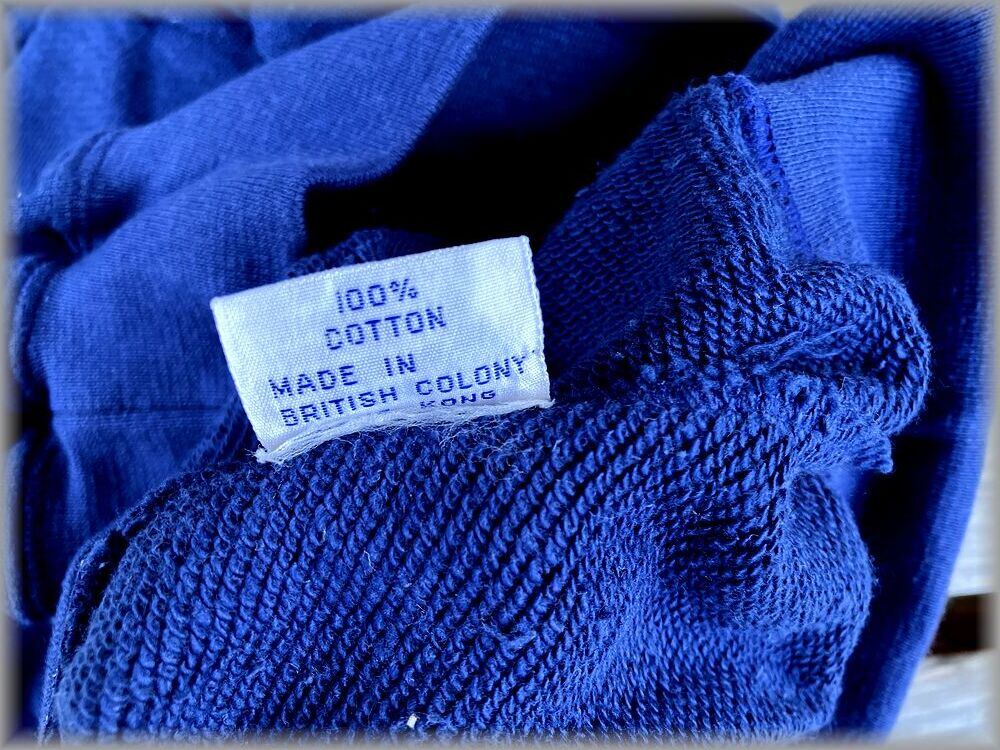 100%
COTTON
MADE IN
BRITISH COLONY
KONG